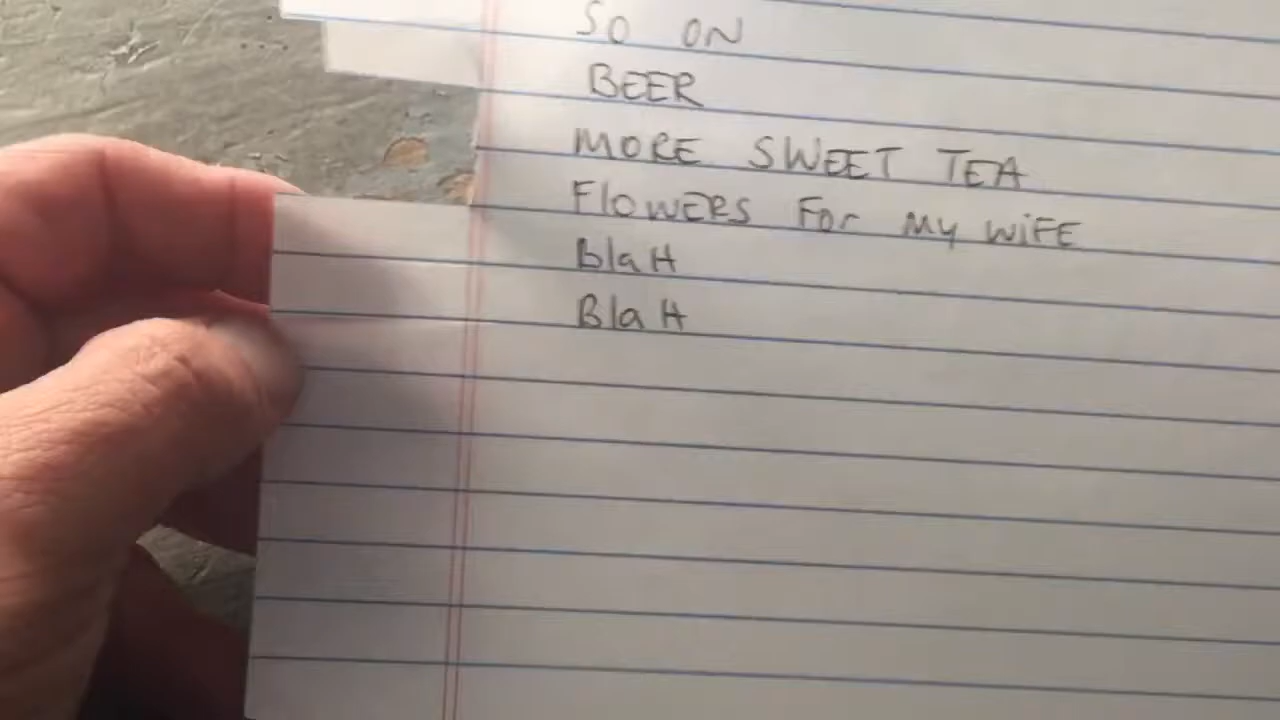 SO ON
BEER
MORE SWEET TEA
FlOWERS FOr MY WiFE
BlaH
BlaH